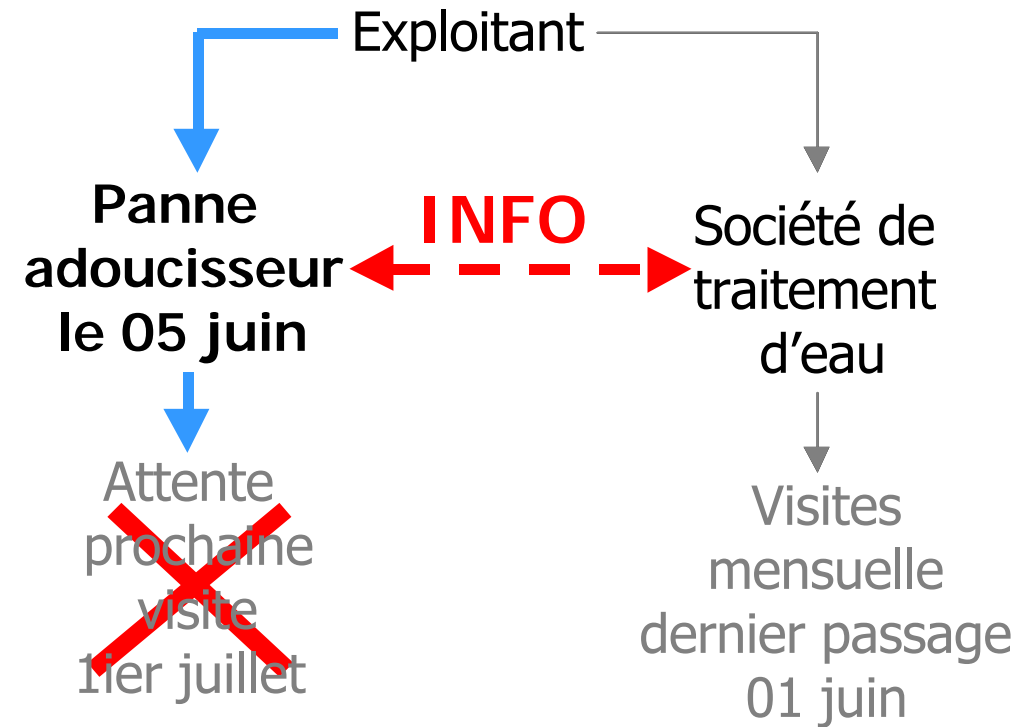 Exploitant
Panne
adoucisseur
le 05 juin
INFO
Société de
traitement
d’eau
Attente
prochaine
visite
1ier juillet
Visites
mensuelle
dernier passage
01 juin